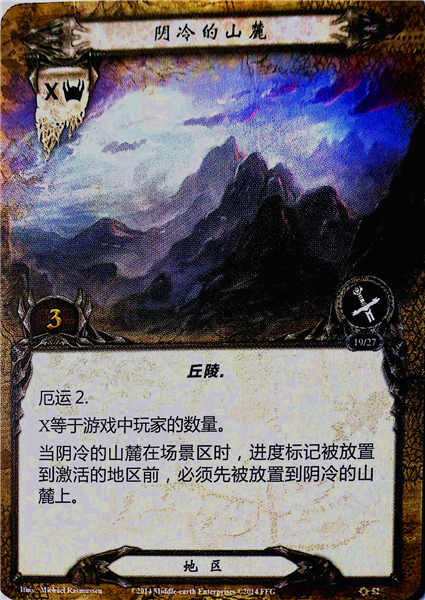 阴冷的山麓
X
3
19/27
丘陵.
厄运 2.
X等于游戏中玩家的数量。
当阴冷的山麓在场景区时，进度标记被放置
到激活的地区前，必须先被放置到阴冷的山
麓上。
地区
Illus. Michael Rasmussen
©2014 Middle-earth Enterprises ©2014 FFG
52